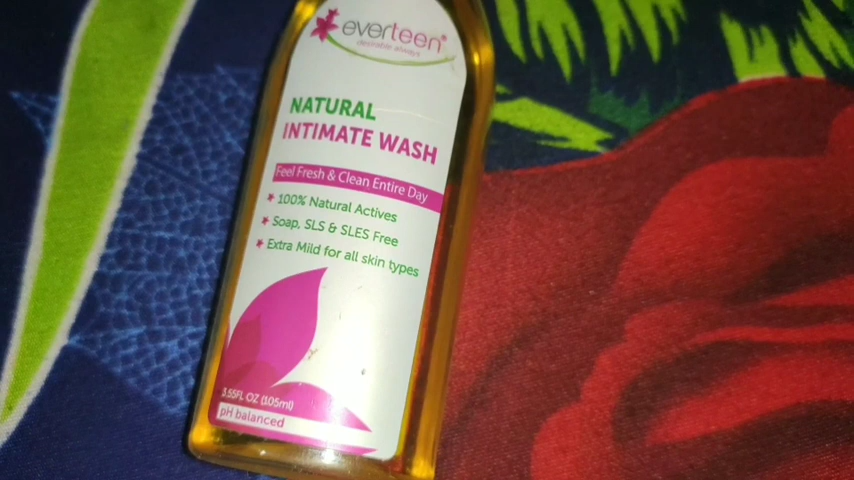 everteen®
desirable always
NATURAL
INTIMATE WASH
Feel Fresh & Clean Entire Day
100% Natural Actives
Soap, SLS & SLES Free
Extra Mild for all skin types
3.55FL OZ (105ml)
pH balanced